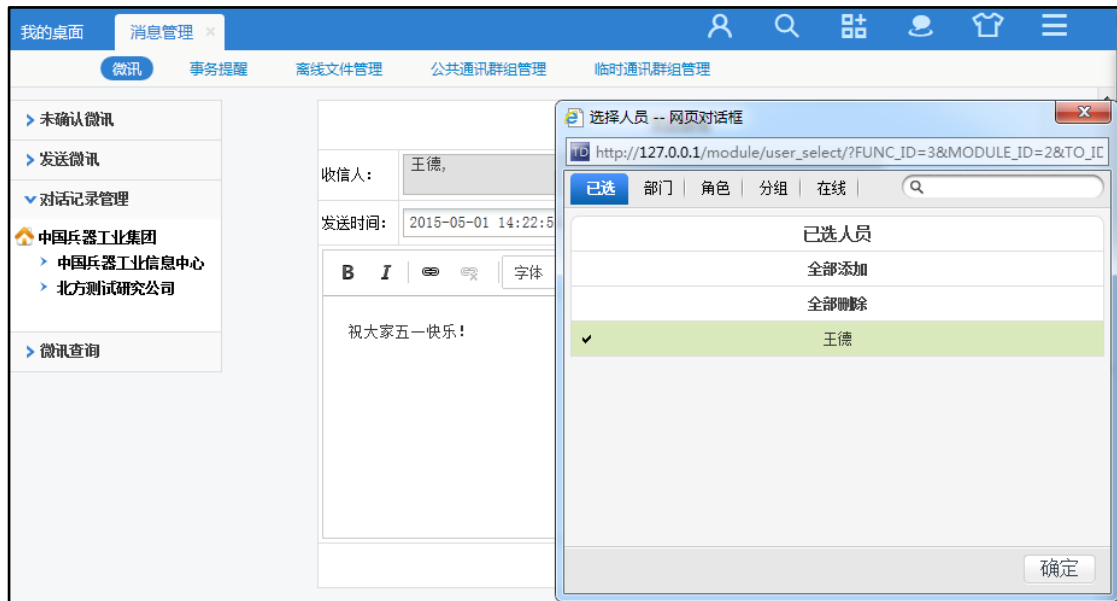 我的桌面 消息管理 ×
微讯 事务提醒 离线文件管理 公共通讯群组管理 临时通讯群组管理
未确认微讯
发送微讯
对话记录管理
中国兵器工业集团
中国兵器工业信息中心
北方测试研究公司
微讯查询
收信人： 王德,
发送时间： 2015-05-01 14:22:5
B I 字体
祝大家五一快乐!
选择人员 -- 网页对话框
TD http://127.0.0.1/module/user_select/?FUNC_ID=3&MODULE_ID=2&TO_ID
已选 部门 角色 分组 在线
已选人员
全部添加
全部删除
王德
确定